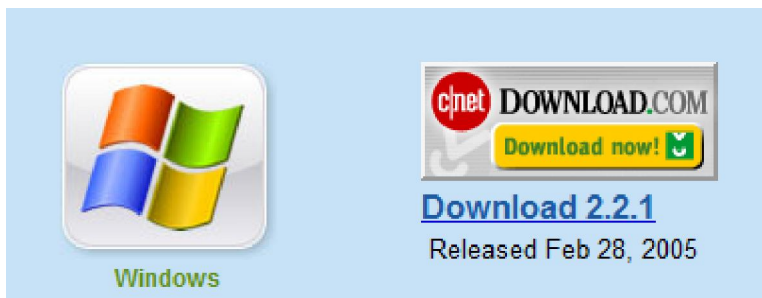 c|net DOWNLOAD.COM
Download now!
Download 2.2.1
Released Feb 28, 2005
Windows